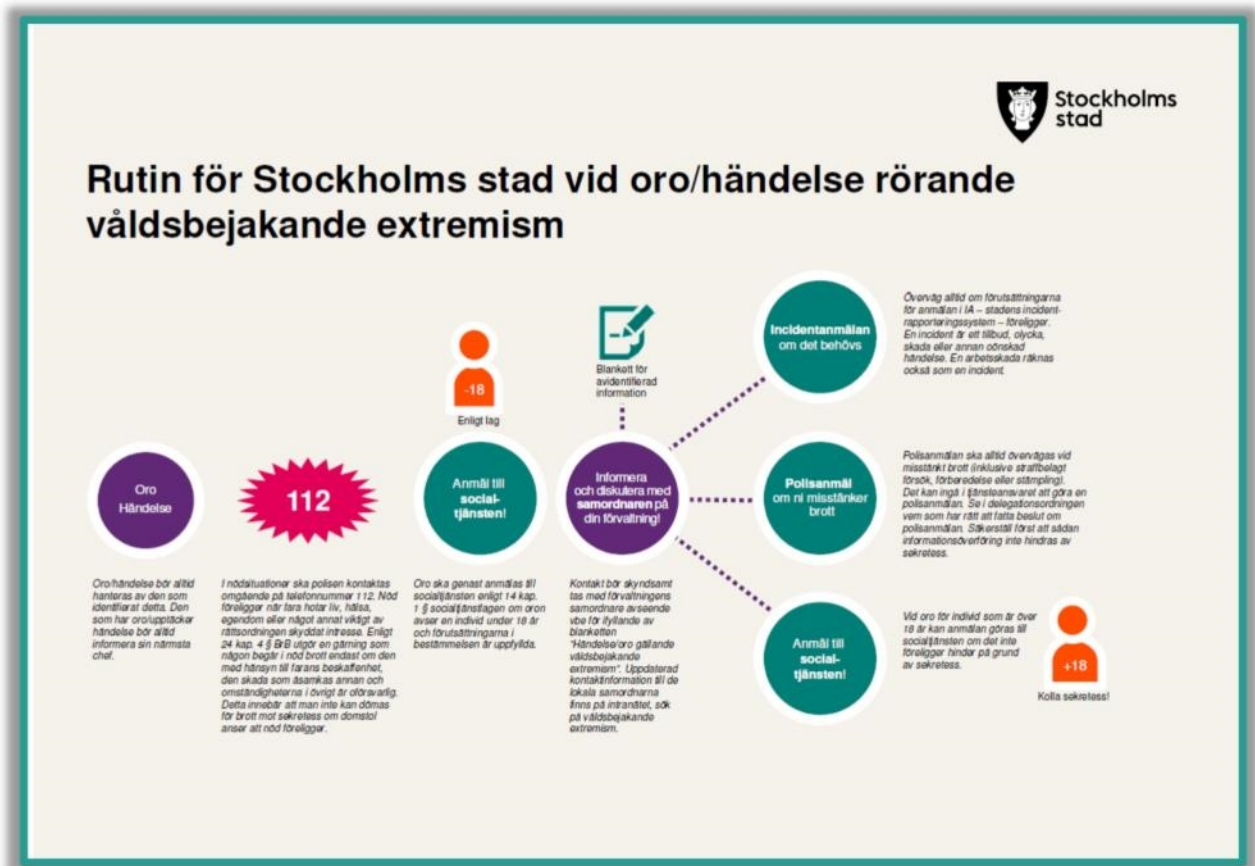 Stockholms
stad
Rutin för Stockholms stad vid oro/händelse rörande
våldsbejakande extremism
Oro
Händelse
Oro/händelse bör alltid
hanteras av den som
identifierat detta. Den
som har oro/upptäcker
händelse bör alltid
informera sin närmsta
chef.
112
I nödsituationer ska polisen kontaktas
omgående på telefonnummer 112. Nöd
föreligger när fara hotar liv, hälsa,
egendom eller något annat viktigt av
rättsordningen skyddat intresse. Enligt
24 kap. 4 § BrB utgör en gärning som
någon begår i nöd brott endast om den
med hänsyn till farans beskaffenhet,
den skada som åsamkas annan och
omständigheterna i övrigt är oförsvarlig.
Detta innebär att man inte kan dömas
för brott mot sekretess om domstol
anser att nöd föreligger.
-18
Enligt lag
Anmäl till
social-
tjänsten!
Oro ska genast anmälas till
socialtjänsten enligt 14 kap.
1 § socialtjänstlagen om oron
avser en individ under 18 år
och förutsättningarna i
bestämmelsen är uppfyllda.
Blankett för
avidentifierad
information
Informera
och diskutera med
samordnaren på
din förvaltning!
Kontakt bör skyndsamt
tas med förvaltningens
samordnare avseende
vbe för ifyllande av
blanketten
"Händelse/oro gällande
våldsbejakande
extremism". Uppdaterad
kontaktinformation till de
lokala samordnarna
finns på intranätet, sök
på våldsbejakande
extremism.
Incidentanmälan
om det behövs
Överväg alltid om förutsättningarna
för anmälan i IA – stadens incident-
rapporteringssystem – föreligger.
En incident är ett tillbud, olycka,
skada eller annan oönskad
händelse. En arbetsskada räknas
också som en incident.
Polisanmäl
om ni misstänker
brott
Polisanmälan ska alltid övervägas vid
misstänkt brott (inklusive straffbelagt
försök, förberedelse eller stämpling).
Det kan ingå i tjänsteansvaret att göra en
polisanmälan. Se i delegationsordningen
vem som har rätt att fatta beslut om
polisanmälan. Säkerställ först att sådan
informationsöverföring inte hindras av
sekretess.
Anmäl till
social-
tjänsten!
Vid oro för individ som är över
18 år kan anmälan göras till
socialtjänsten om det inte
föreligger hinder på grund
av sekretess.
+18
Kolla sekretess!